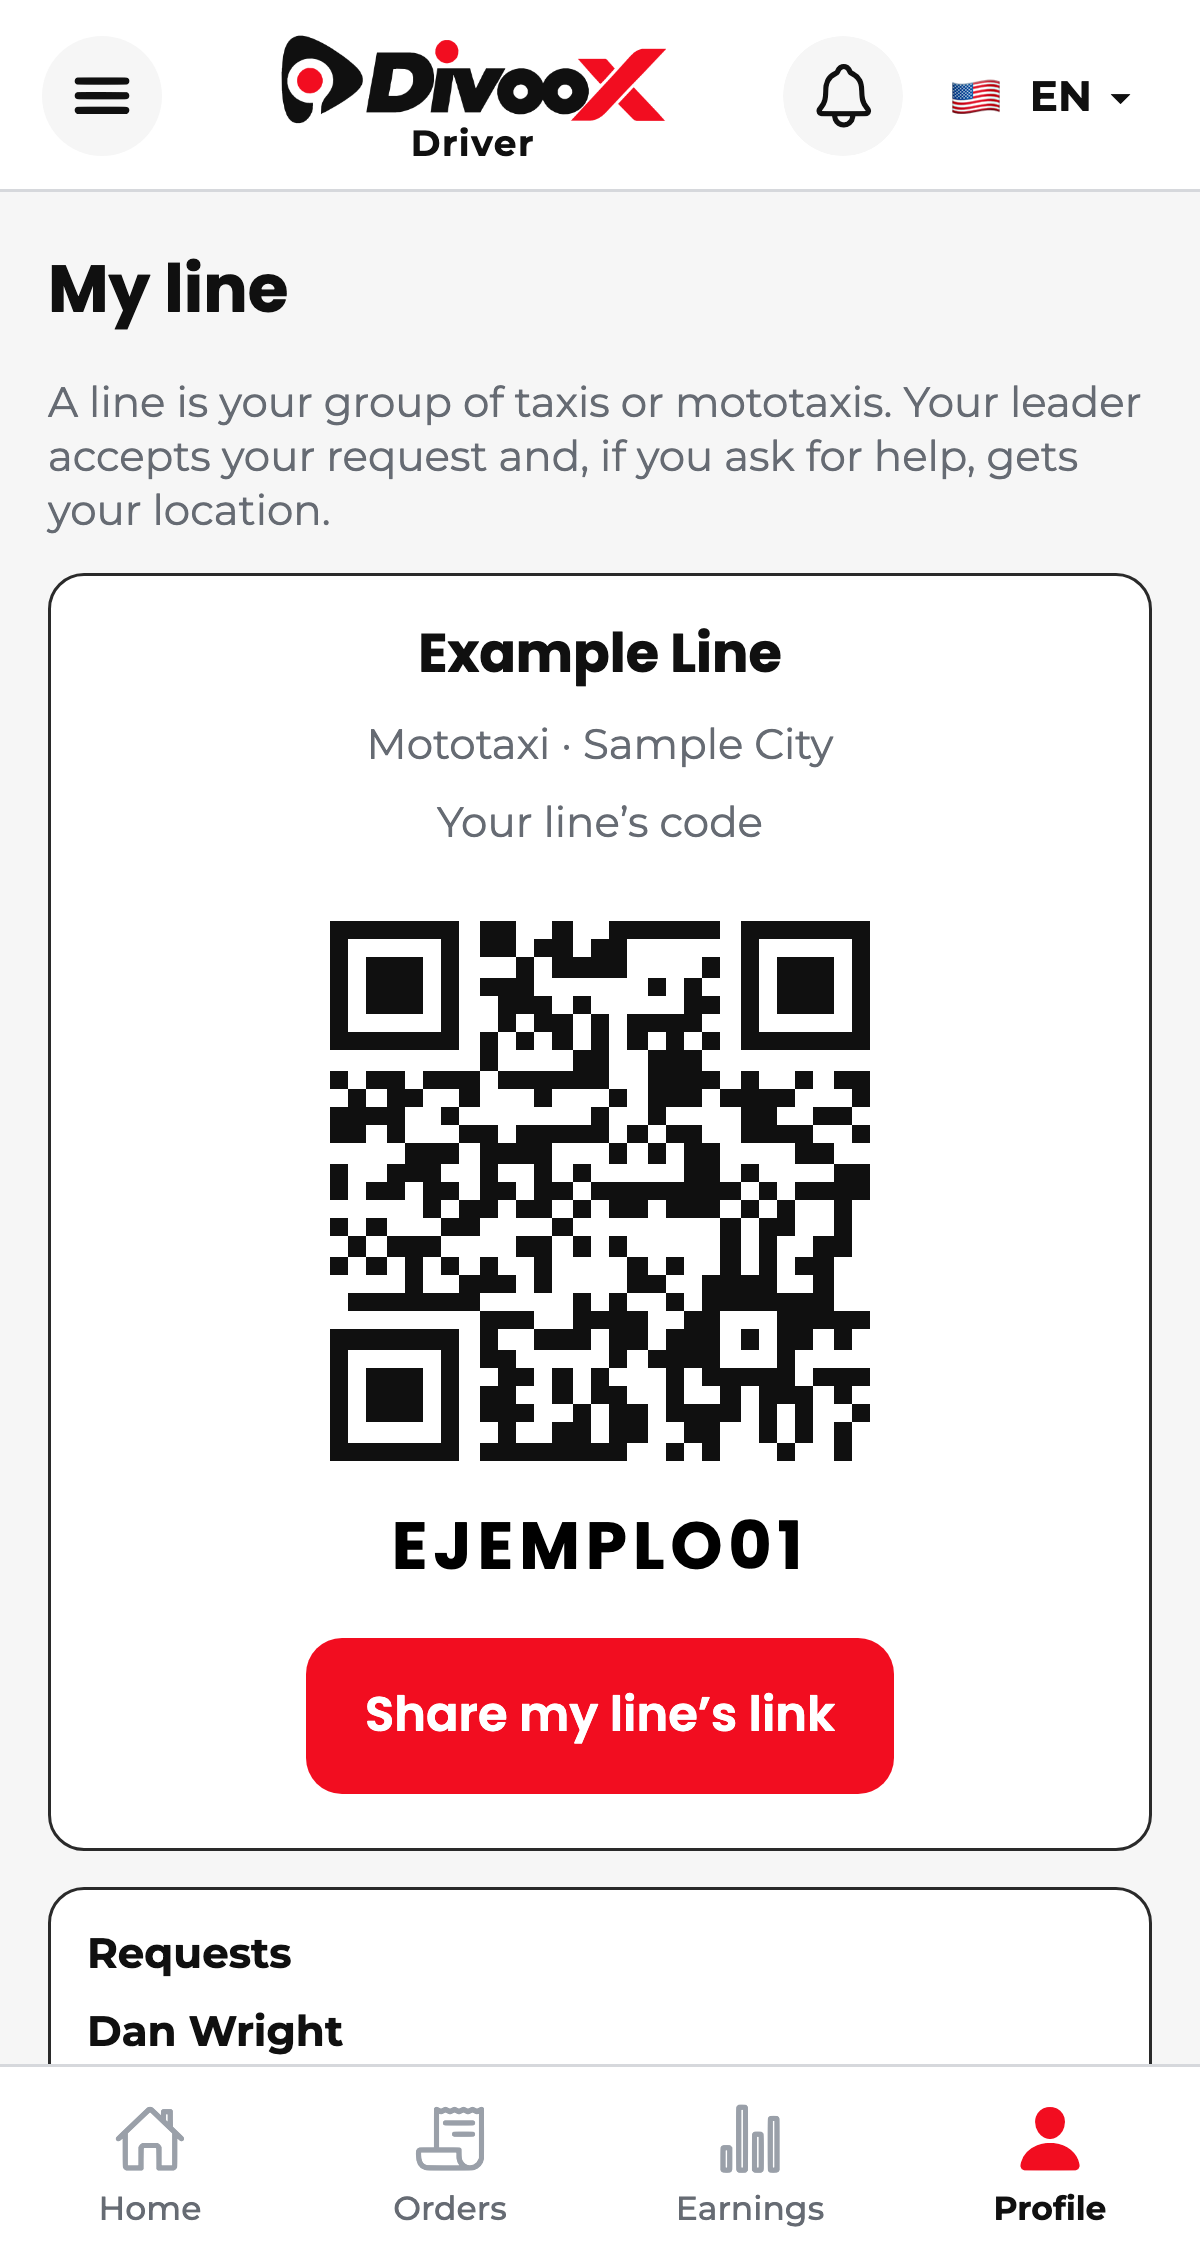 DivooX
Driver
EN
My line
A line is your group of taxis or mototaxis. Your leader
accepts your request and, if you ask for help, gets
your location.
Example Line
Mototaxi · Sample City
Your line’s code
EJEMPLO01
Share my line’s link
Requests
Dan Wright
Home
Orders
Earnings
Profile